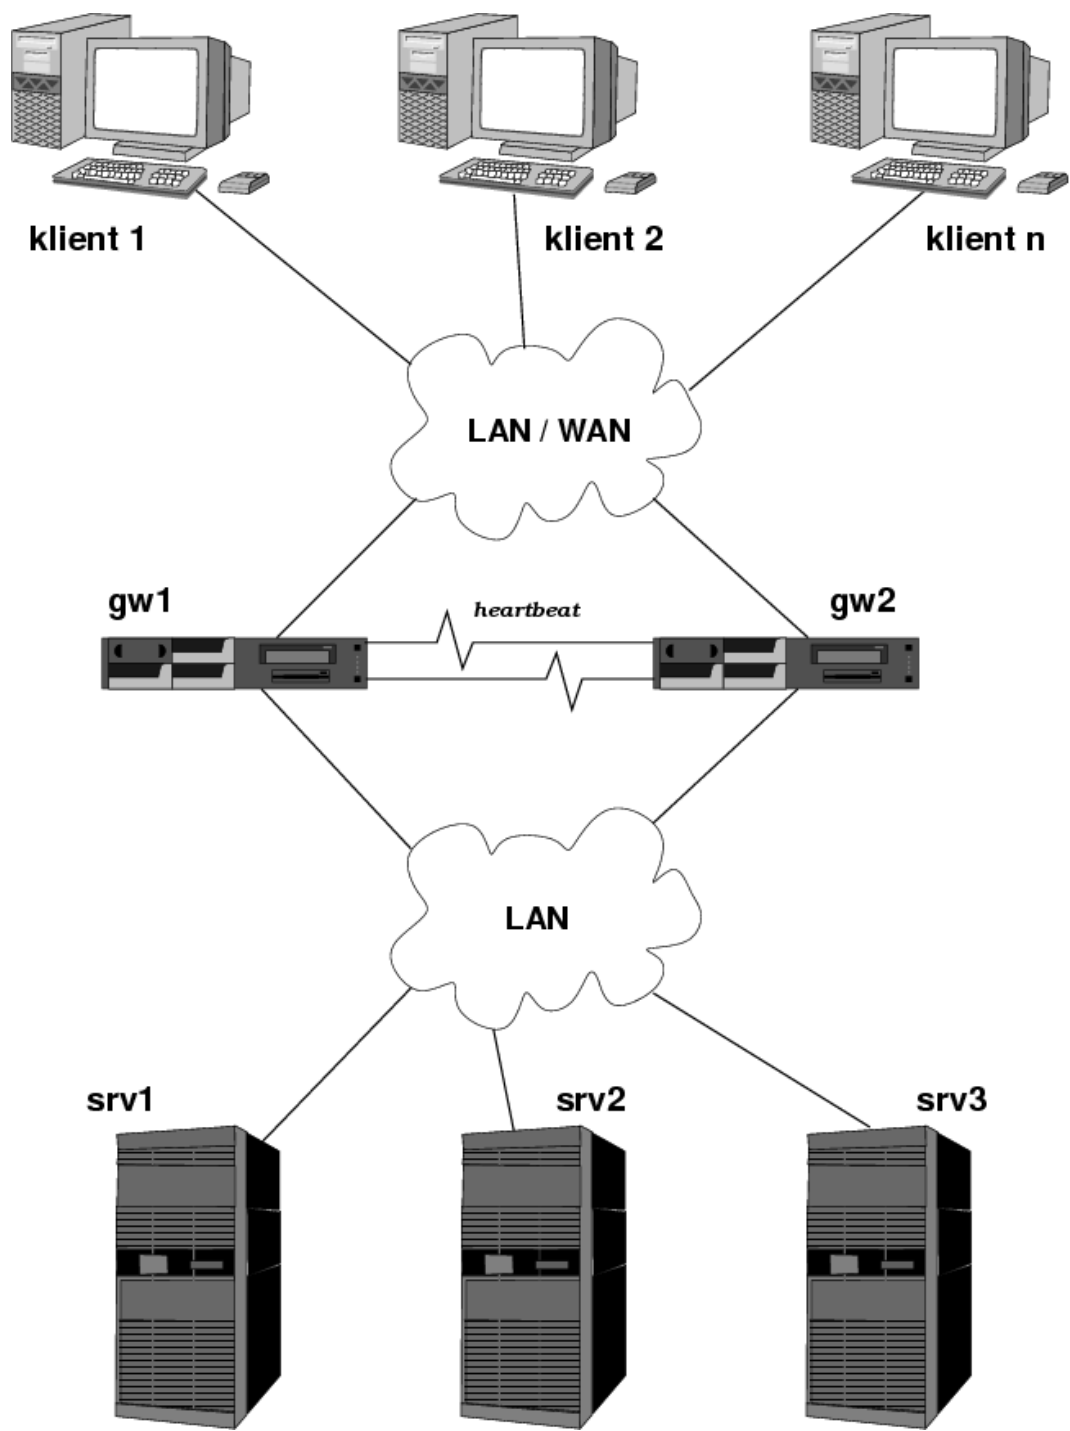 klient 1
klient 2
klient n
LAN / WAN
gw1
heartbeat
gw2
LAN
srv1
srv2
srv3